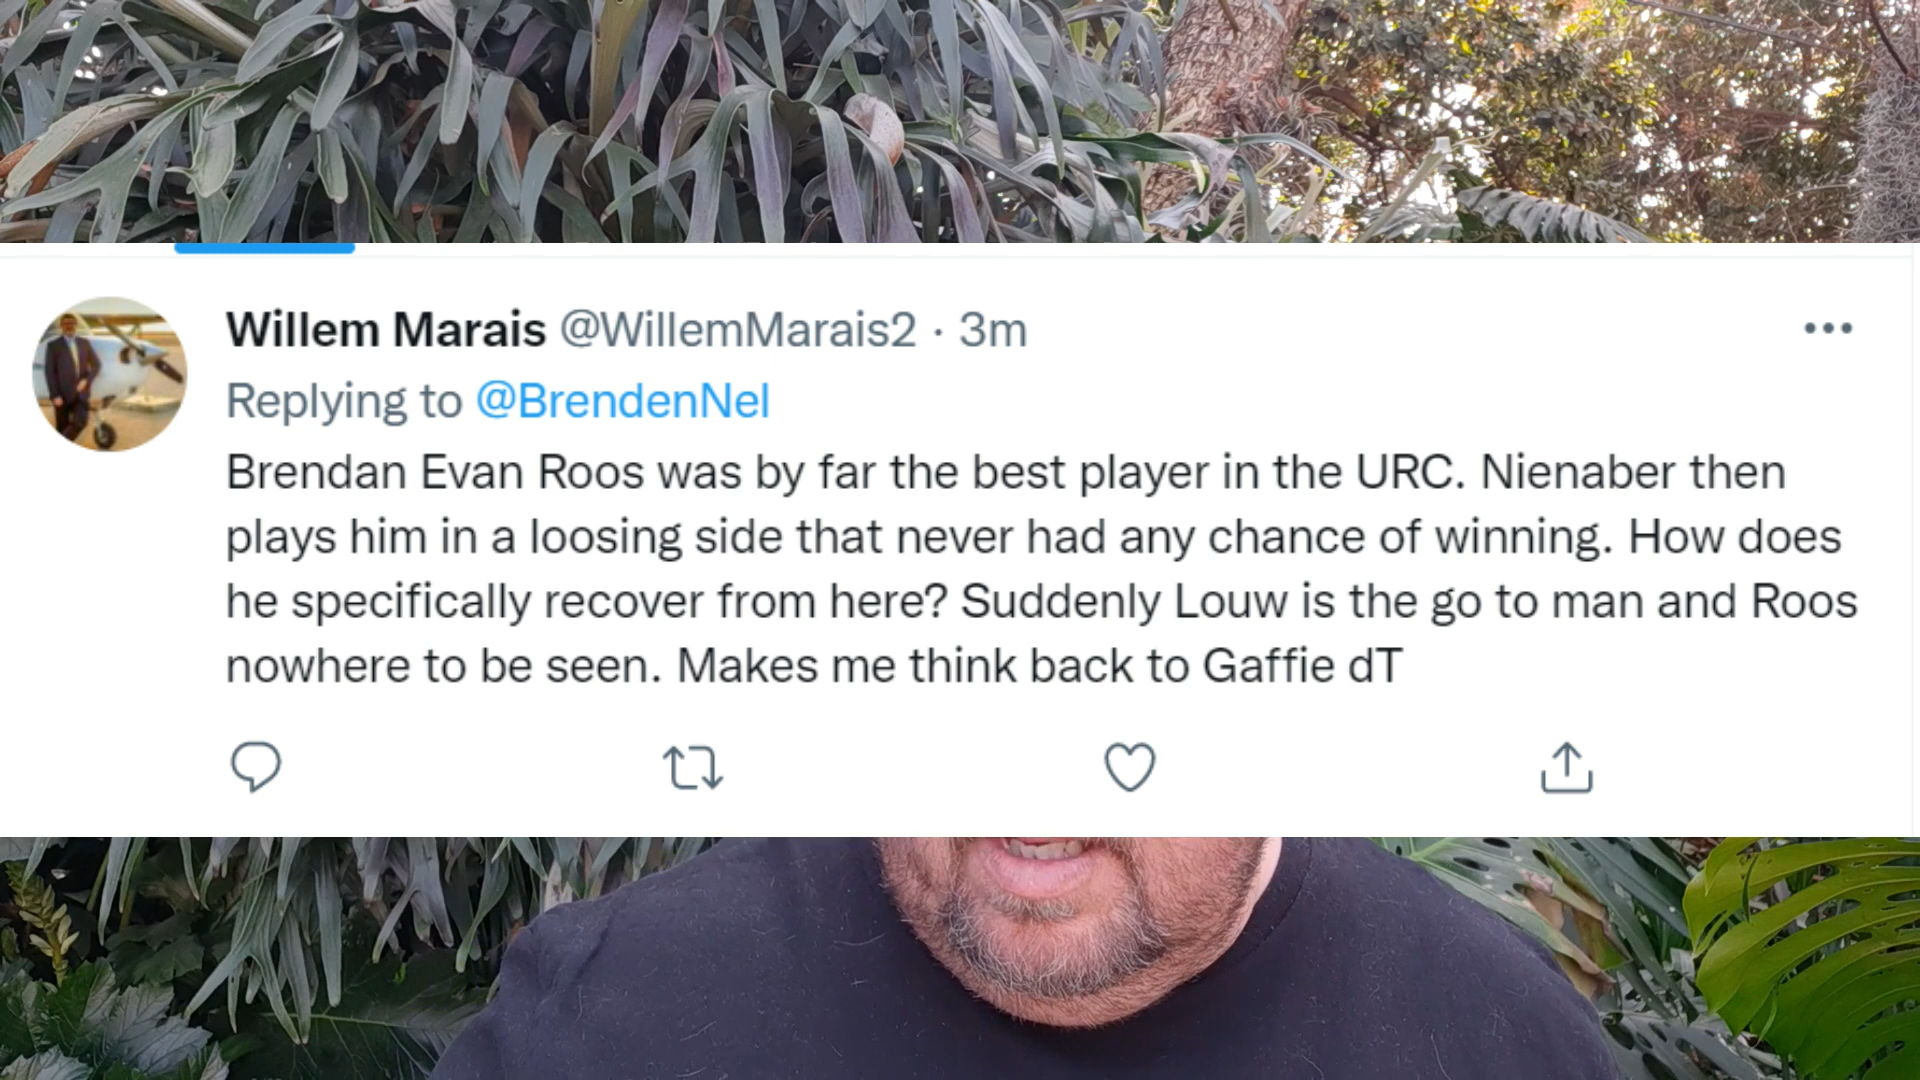 Willem Marais @WillemMarais2 · 3m
Replying to @BrendenNel
Brendan Evan Roos was by far the best player in the URC. Nienaber then
plays him in a loosing side that never had any chance of winning. How does
he specifically recover from here? Suddenly Louw is the go to man and Roos
nowhere to be seen. Makes me think back to Gaffie dT